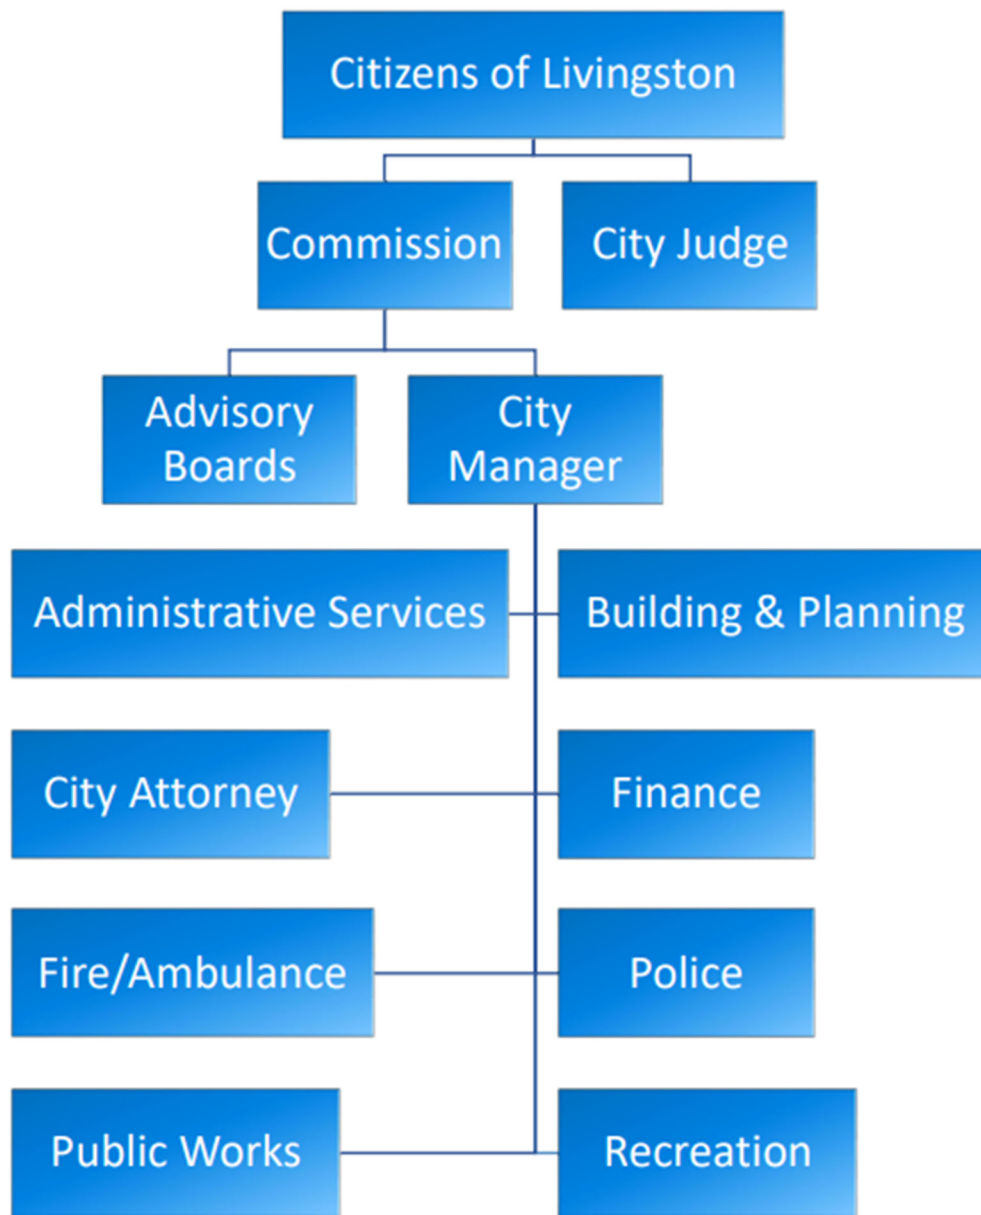 Citizens of Livingston
Commission
City Judge
Advisory
Boards
City
Manager
Administrative Services
Building & Planning
City Attorney
Finance
Fire/Ambulance
Police
Public Works
Recreation